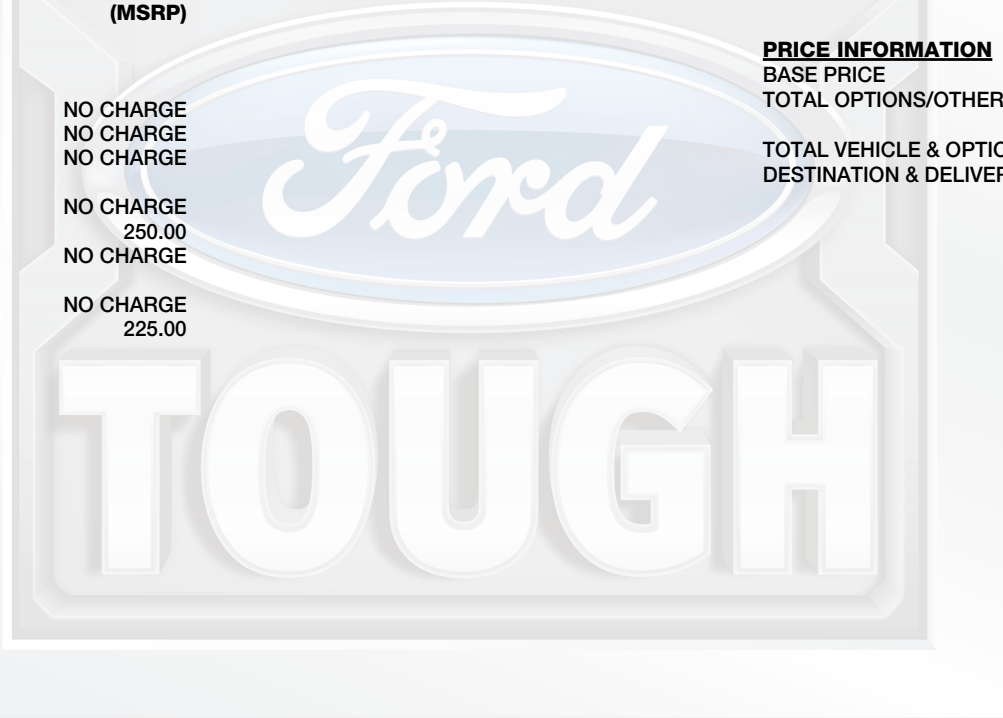 (MSRP)
NO CHARGE
NO CHARGE
NO CHARGE
NO CHARGE
250.00
NO CHARGE
NO CHARGE
225.00
PRICE INFORMATION
BASE PRICE
TOTAL OPTIONS/OTHER
TOTAL VEHICLE & OPTIO
DESTINATION & DELIVER
Ford
TOUGH